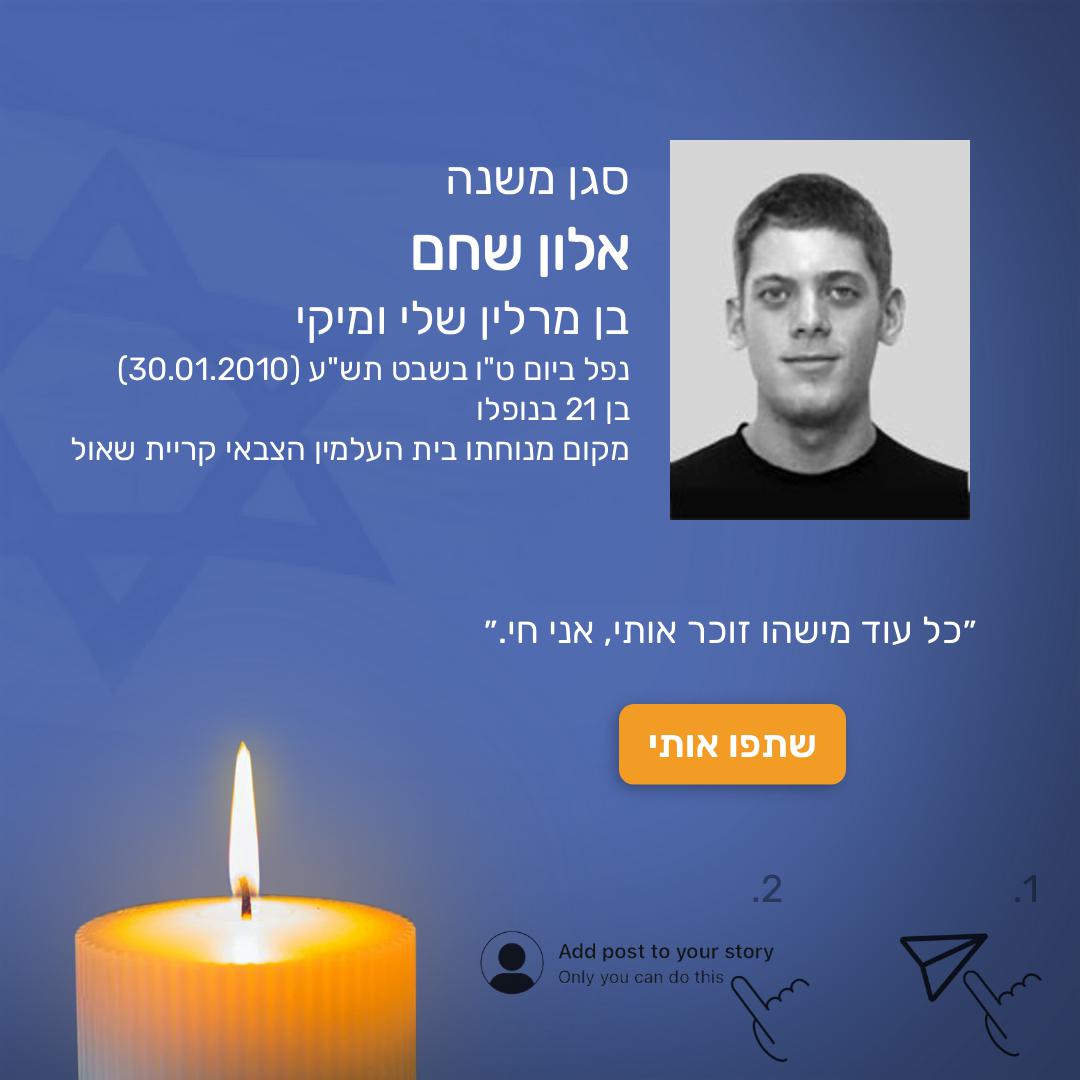 סגן משנה
אלון שחם
בן מרלין שלי ומיקי
נפל ביום ט"ו בשבט תש"ע (30.01.2010)
בן 21 בנופלו
מקום מנוחתו בית העלמין הצבאי קריית שאול
״כל עוד מישהו זוכר אותי, אני חי.״
שתפו אותי
1.
2.
Add post to your story
Only you can do this